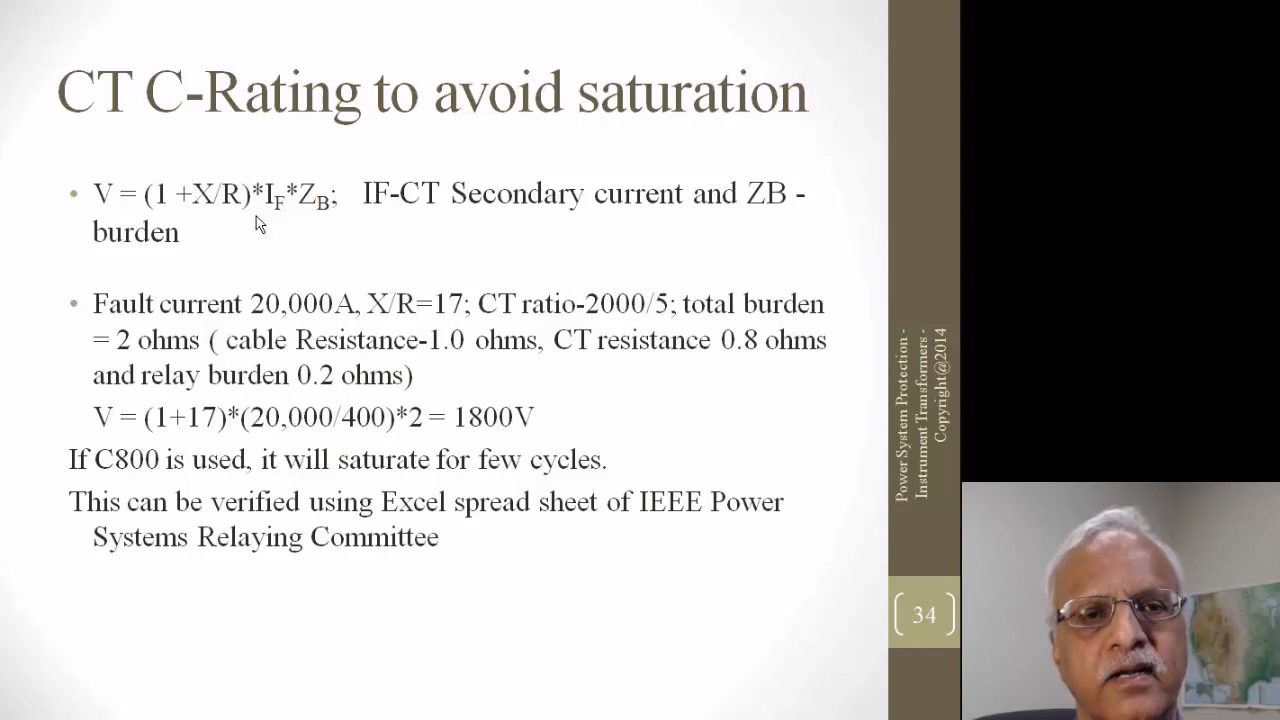 CT C-Rating to avoid saturation
• V = (1 +X/R)*IF*ZB; IF-CT Secondary current and ZB -
burden
• Fault current 20,000A, X/R=17; CT ratio-2000/5; total burden
= 2 ohms ( cable Resistance-1.0 ohms, CT resistance 0.8 ohms
and relay burden 0.2 ohms)
V = (1+17)*(20,000/400)*2 = 1800V
If C800 is used, it will saturate for few cycles.
This can be verified using Excel spread sheet of IEEE Power
Systems Relaying Committee
Power System Protection -
Instrument Transformers -
Copyright@2014
34